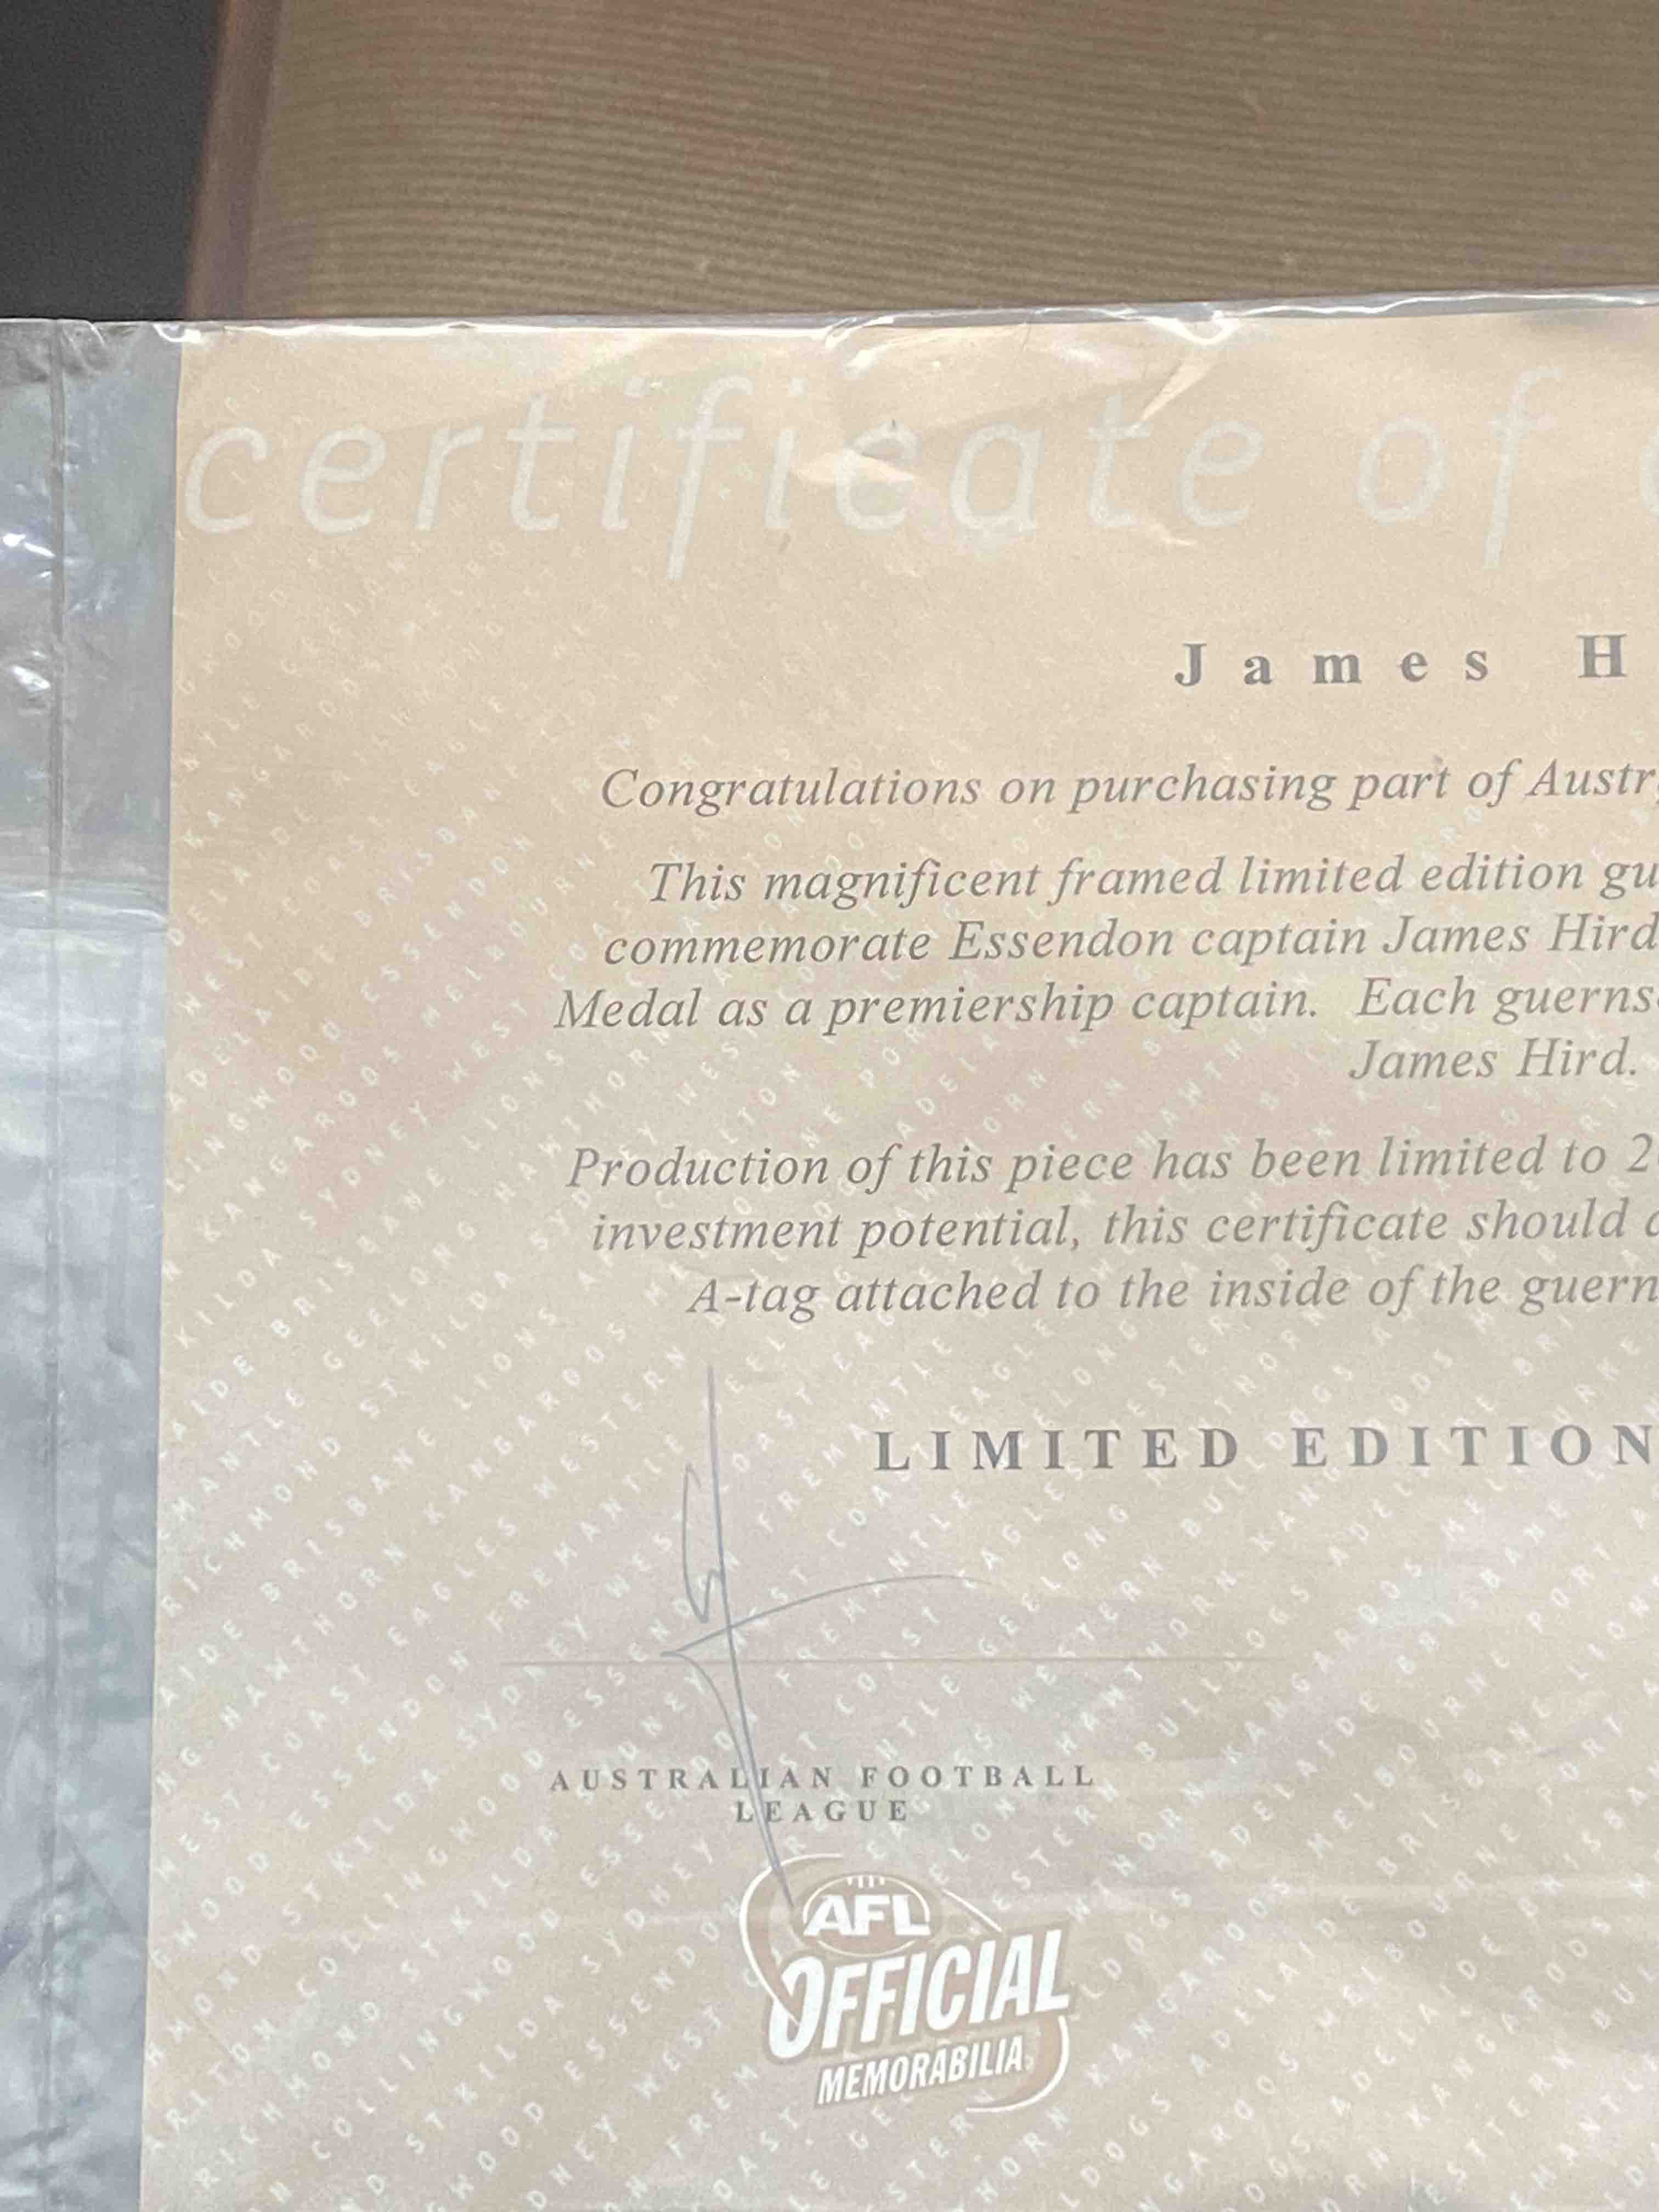 certificate of
James H
Congratulations on purchasing part of Austr
This magnificent framed limited edition gu
commemorate Essendon captain James Hird
Medal as a premiership captain. Each guerns
James Hird.
Production of this piece has been limited to 2
investment potential, this certificate should
A-tag attached to the inside of the guern
LIMITED EDITION
AUSTRALIAN FOOTBALL
LEAGUE
AFL
OFFICIAL
MEMORABILIA